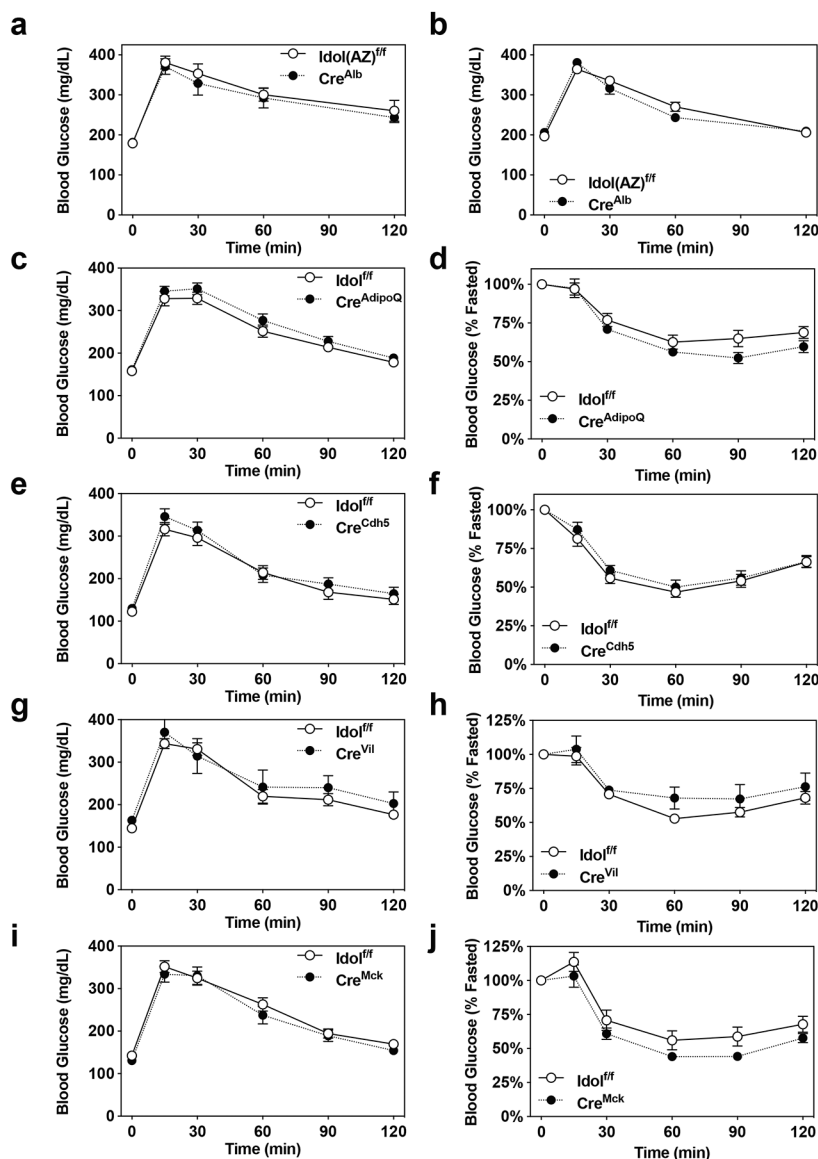 a
Blood Glucose (mg/dL)
400
300
200
100
0
0 30 60 90 120
Time (min)
Idol(AZ)f/f
CreAlb
b
Blood Glucose (mg/dL)
400
300
200
100
0
0 30 60 90 120
Time (min)
Idol(AZ)f/f
CreAlb
c
Blood Glucose (mg/dL)
400
300
200
100
0
0 30 60 90 120
Time (min)
Idolf/f
CreAdipoQ
d
Blood Glucose (% Fasted)
100%
75%
50%
25%
0%
0 30 60 90 120
Time (min)
Idolf/f
CreAdipoQ
e
Blood Glucose (mg/dL)
400
300
200
100
0
0 30 60 90 120
Time (min)
Idolf/f
CreCdh5
f
Blood Glucose (% Fasted)
100%
75%
50%
25%
0%
0 30 60 90 120
Time (min)
Idolf/f
CreCdh5
g
Blood Glucose (mg/dL)
400
300
200
100
0
0 30 60 90 120
Time (min)
Idolf/f
CreVil
h
Blood Glucose (% Fasted)
125%
100%
75%
50%
25%
0%
0 30 60 90 120
Time (min)
Idolf/f
CreVil
i
Blood Glucose (mg/dL)
400
300
200
100
0
0 30 60 90 120
Time (min)
Idolf/f
CreMck
j
Blood Glucose (% Fasted)
125%
100%
75%
50%
25%
0%
0 30 60 90 120
Time (min)
Idolf/f
CreMck